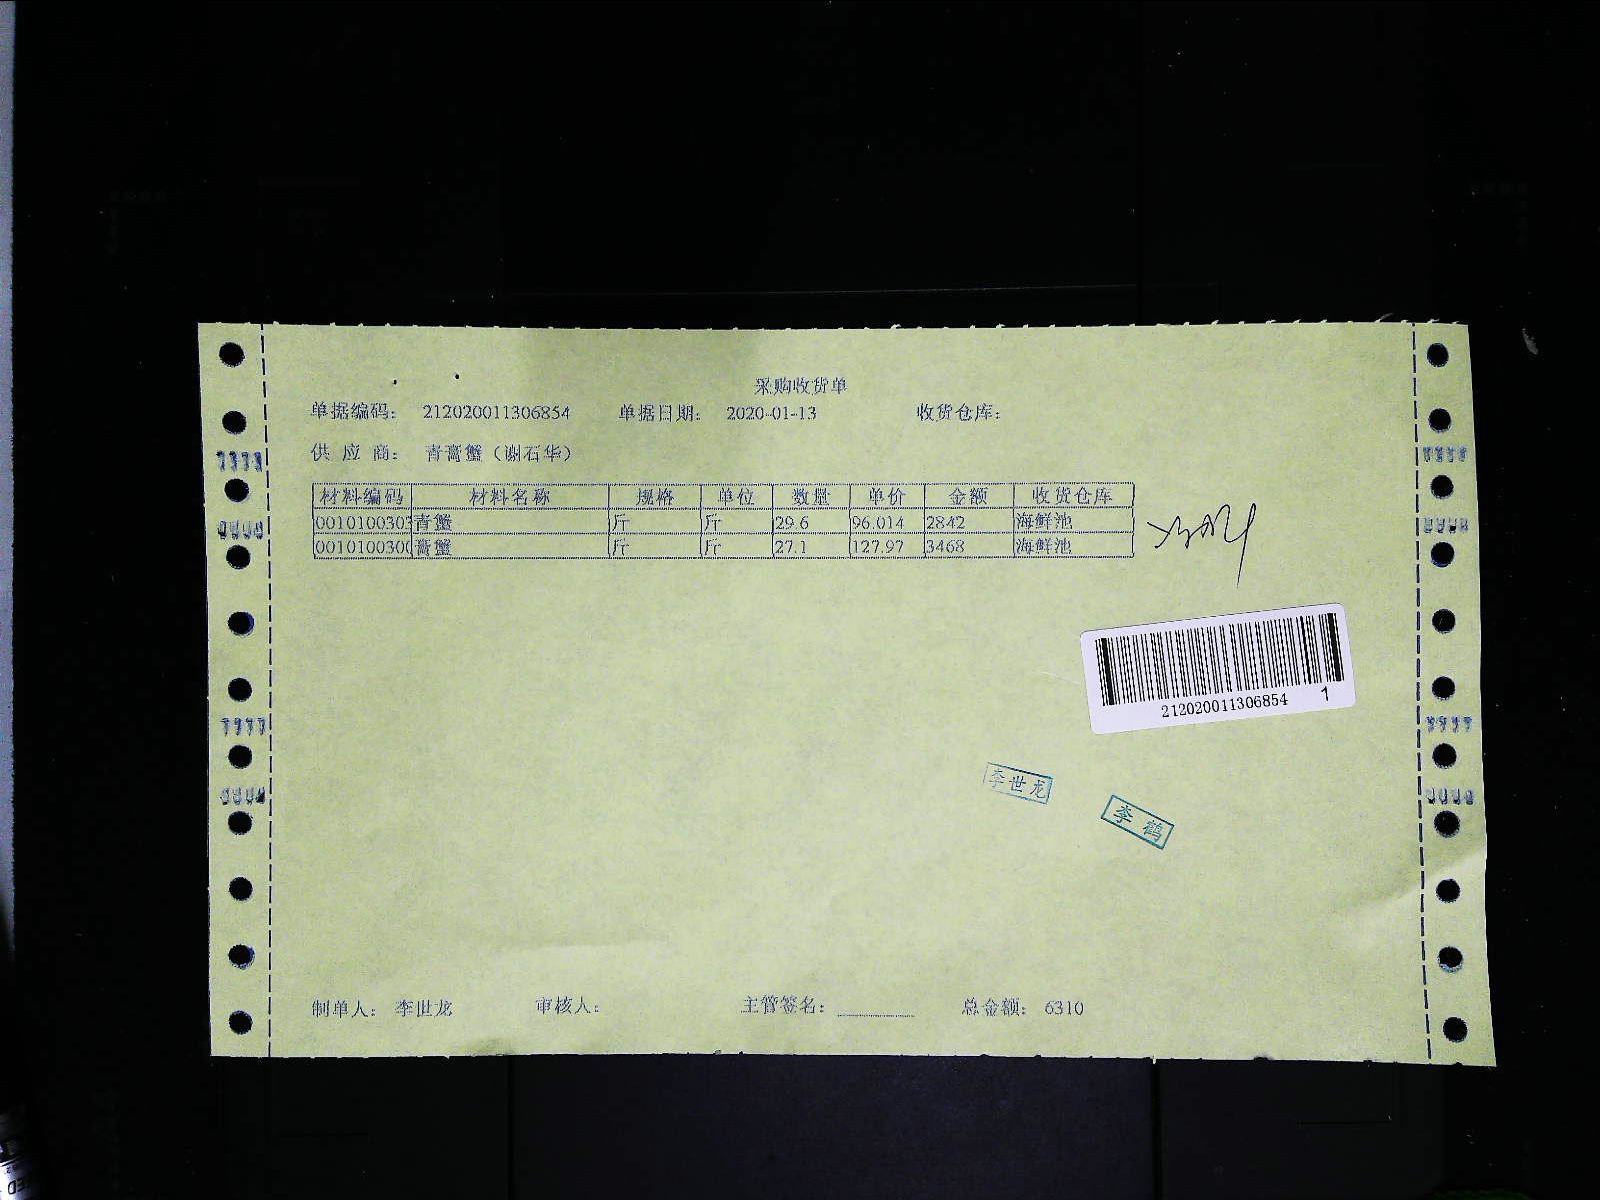 采购收货单
单据编码： 212020011306854 单据日期： 2020-01-13 收货仓库：
供 应 商： 青膏蟹（谢石华）
材料编码 材料名称 规格 单位 数量 单价 金额 收货仓库
0010100303 青蟹 斤 斤 29.6 96.014 2842 海鲜池
001010030 膏蟹 斤 斤 27.1 127.97 3468 海鲜池
212020011306854 1
李世龙
李鹤
制单人： 李世龙 审核人： 主管签名： 总金额： 6310